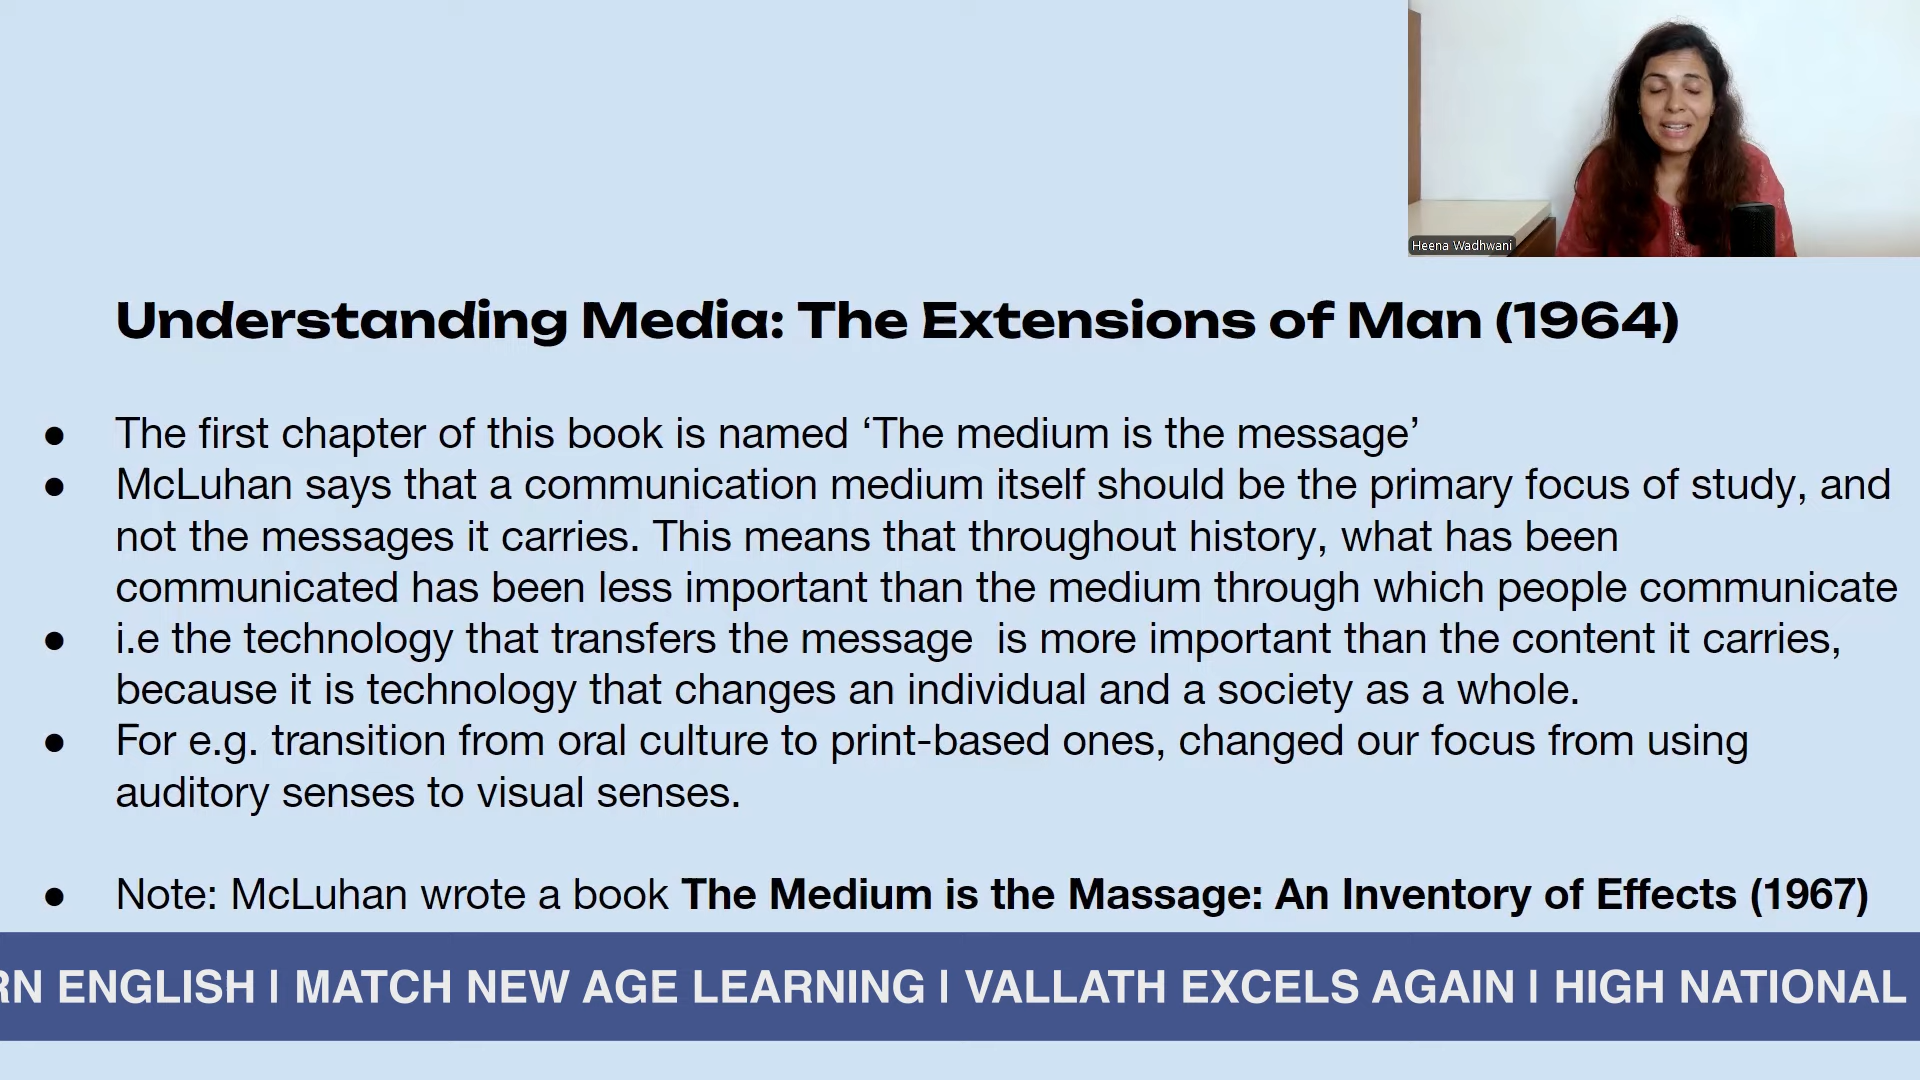 Heena Wadhwani
Understanding Media: The Extensions of Man (1964)
● The first chapter of this book is named ‘The medium is the message’
● McLuhan says that a communication medium itself should be the primary focus of study, and
not the messages it carries. This means that throughout history, what has been
communicated has been less important than the medium through which people communicate
● i.e the technology that transfers the message  is more important than the content it carries,
because it is technology that changes an individual and a society as a whole.
● For e.g. transition from oral culture to print-based ones, changed our focus from using
auditory senses to visual senses.
● Note: McLuhan wrote a book The Medium is the Massage: An Inventory of Effects (1967)
RN ENGLISH | MATCH NEW AGE LEARNING | VALLATH EXCELS AGAIN | HIGH NATIONAL